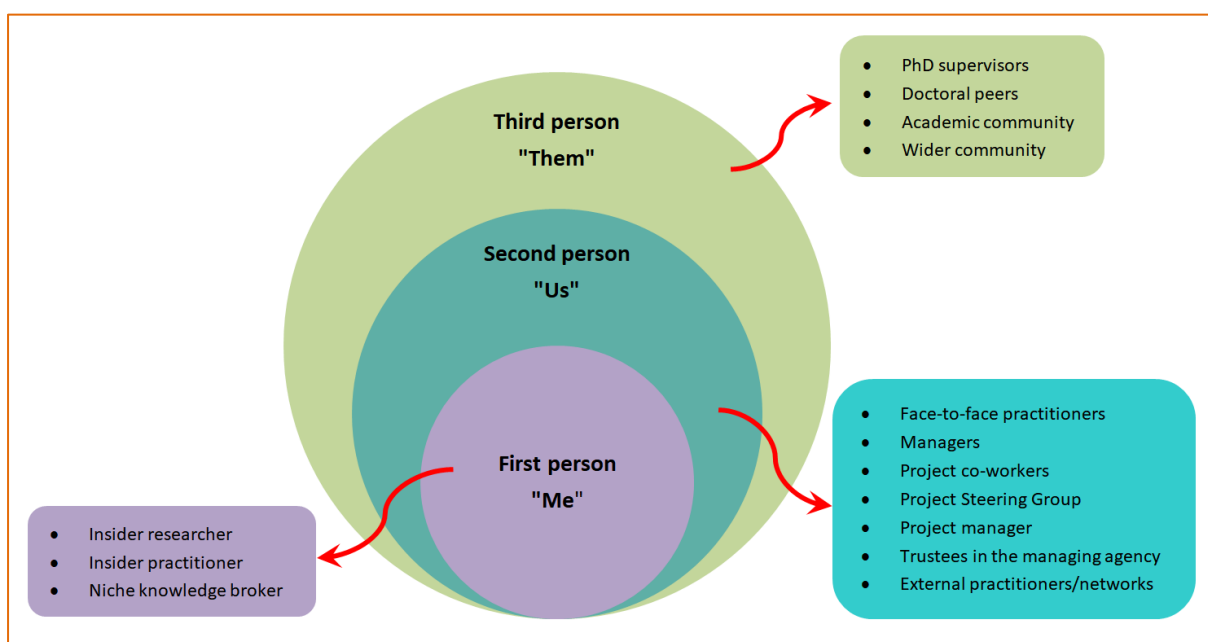 Third person
"Them"
Second person
"Us"
First person
"Me"
• PhD supervisors
• Doctoral peers
• Academic community
• Wider community
• Face-to-face practitioners
• Managers
• Project co-workers
• Project Steering Group
• Project manager
• Trustees in the managing agency
• External practitioners/networks
• Insider researcher
• Insider practitioner
• Niche knowledge broker